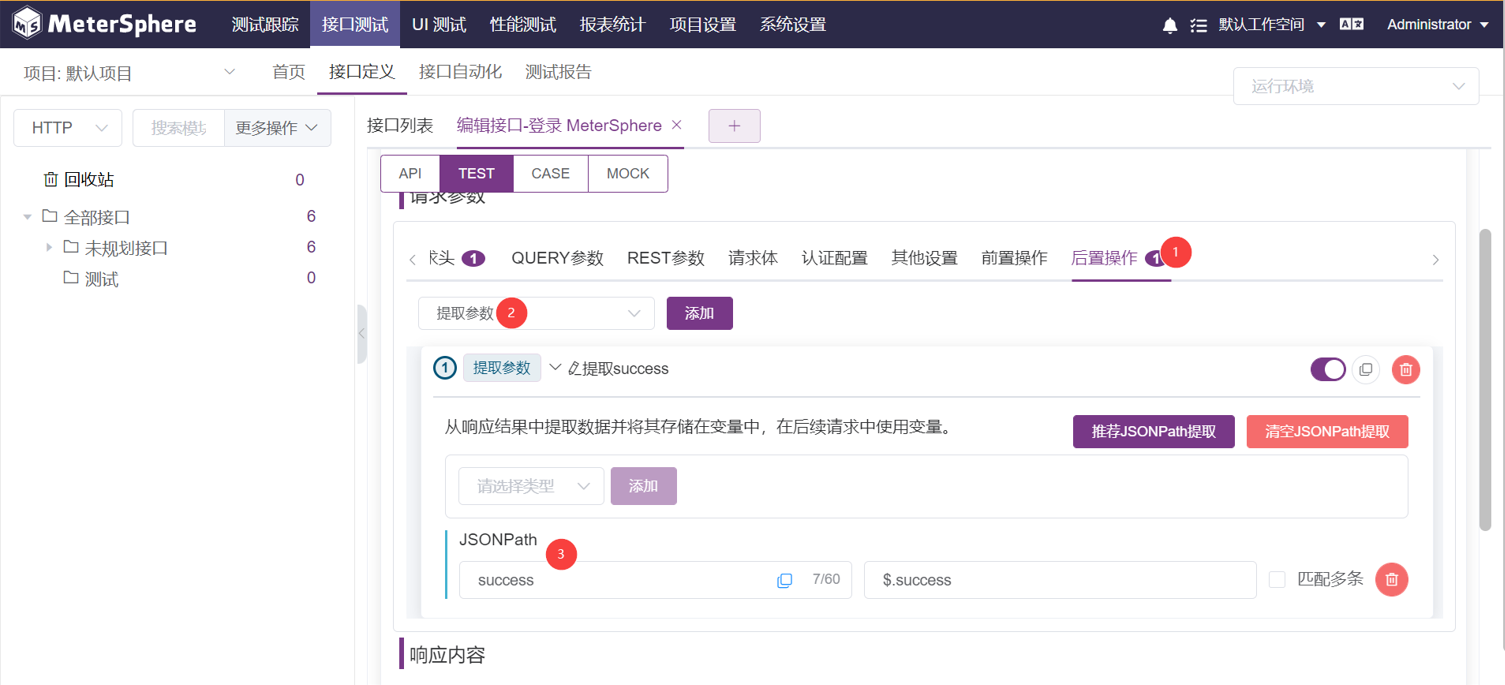 MeterSphere 测试跟踪 接口测试 UI 测试 性能测试 报表统计 项目设置 系统设置 默认工作空间 Administrator
项目: 默认项目 首页 接口定义 接口自动化 测试报告 运行环境
HTTP 搜索模块 更多操作 接口列表 编辑接口-登录 MeterSphere
API TEST CASE MOCK
回收站 0
请求参数
全部接口 6
未规划接口 6
测试 0
求头 1 QUERY参数 REST参数 请求体 认证配置 其他设置 前置操作 后置操作 1 1
提取参数 2 添加
1 提取参数 提取success
从响应结果中提取数据并将其存储在变量中，在后续请求中使用变量。 推荐JSONPath提取 清空JSONPath提取
请选择类型 添加
JSONPath 3
success 7/60 $.success 匹配多条
响应内容